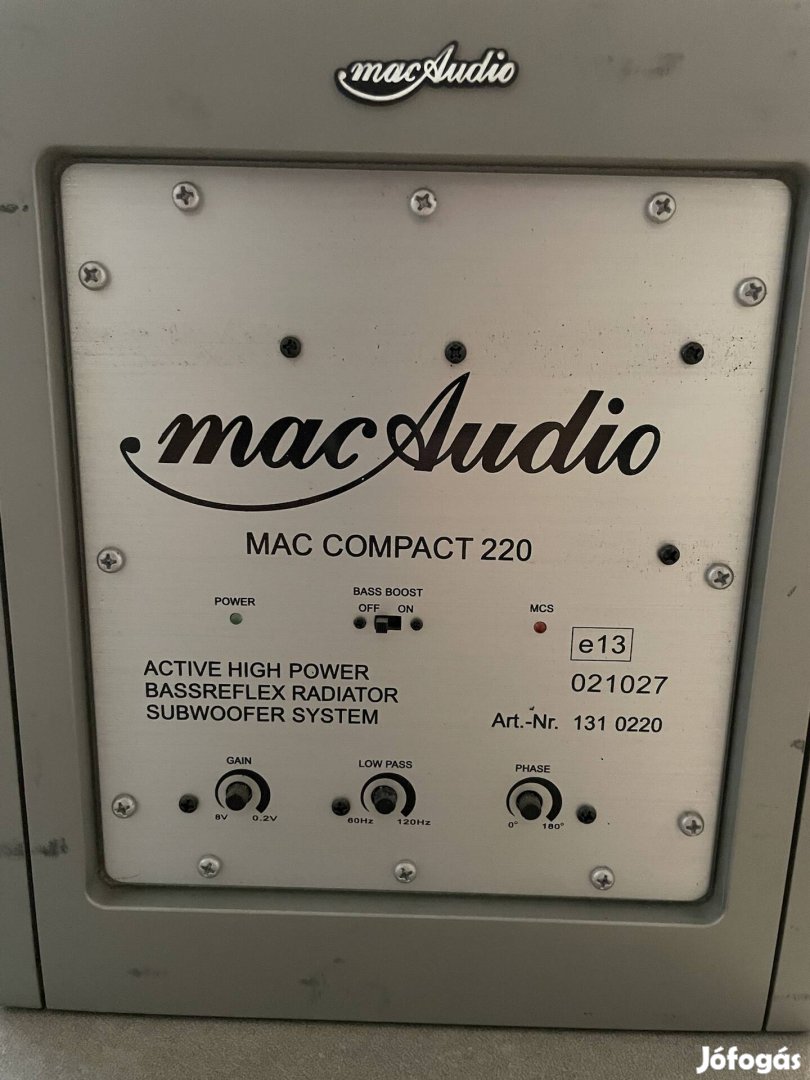 macAudio
macAudio
MAC COMPACT 220
POWER
BASS BOOST
OFF ON
MCS
e13
021027
ACTIVE HIGH POWER
BASSREFLEX RADIATOR
SUBWOOFER SYSTEM
Art.-Nr. 131 0220
GAIN
8V 0.2V
LOW PASS
60Hz 120Hz
PHASE
0° 180°
Jófogás